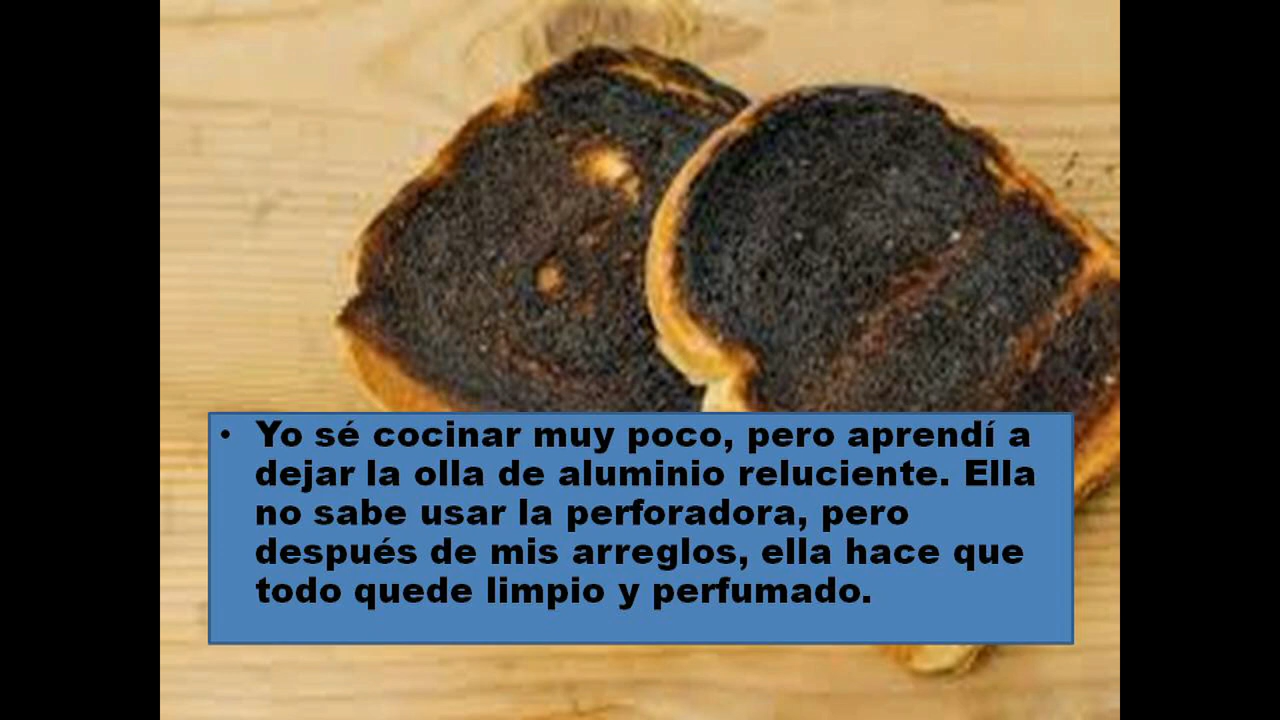 • Yo sé cocinar muy poco, pero aprendí a
dejar la olla de aluminio reluciente. Ella
no sabe usar la perforadora, pero
después de mis arreglos, ella hace que
todo quede limpio y perfumado.